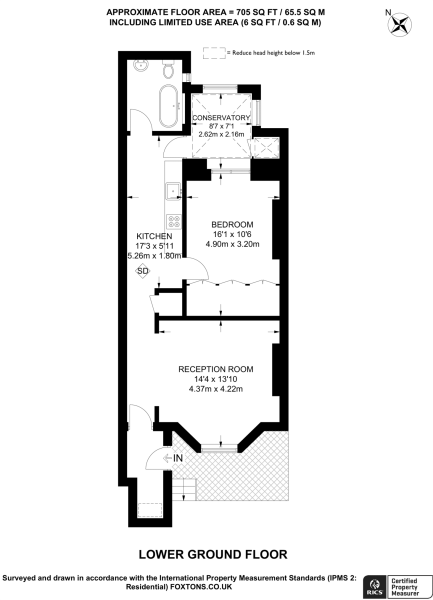 APPROXIMATE FLOOR AREA = 705 SQ FT / 65.5 SQ M
INCLUDING LIMITED USE AREA (6 SQ FT / 0.6 SQ M)
N
= Reduce head height below 1.5m
CONSERVATORY
8'7 x 7'1
2.62m x 2.16m
BEDROOM
16'1 x 10'6
4.90m x 3.20m
KITCHEN
17'3 x 5'11
5.26m x 1.80m
SD
RECEPTION ROOM
14'4 x 13'10
4.37m x 4.22m
IN
LOWER GROUND FLOOR
Surveyed and drawn in accordance with the International Property Measurement Standards (IPMS 2:
Residential) FOXTONS.CO.UK
RICS
Certified
Property
Measurer